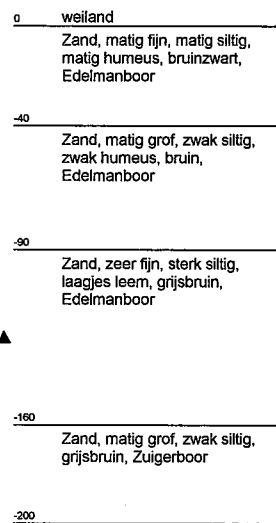 0 weiland
Zand, matig fijn, matig siltig,
matig humeus, bruinzwart,
Edelmanboor
-40
Zand, matig grof, zwak siltig,
zwak humeus, bruin,
Edelmanboor
-90
Zand, zeer fijn, sterk siltig,
laagjes leem, grijsbruin,
Edelmanboor
-160
Zand, matig grof, zwak siltig,
grijsbruin, Zuigerboor
-200